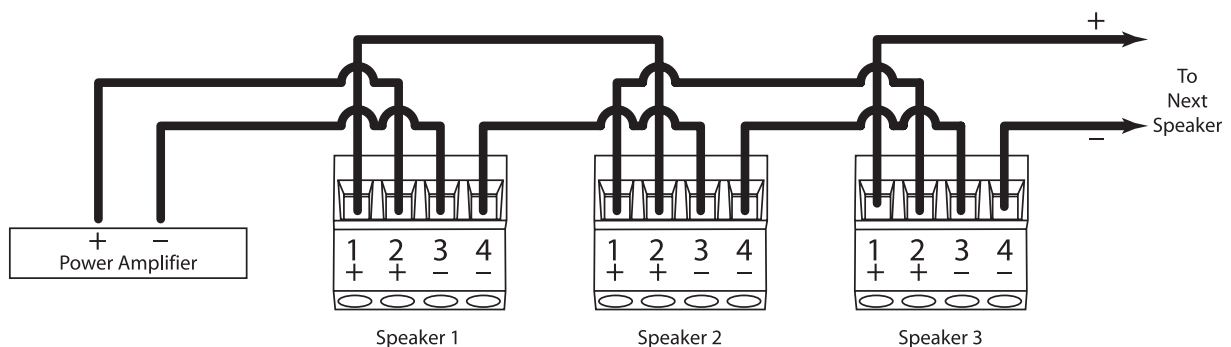 +
To
Next
Speaker
−
+ −
Power Amplifier
1 2 3 4
+ + − −
1 2 3 4
+ + − −
1 2 3 4
+ + − −
Speaker 1
Speaker 2
Speaker 3